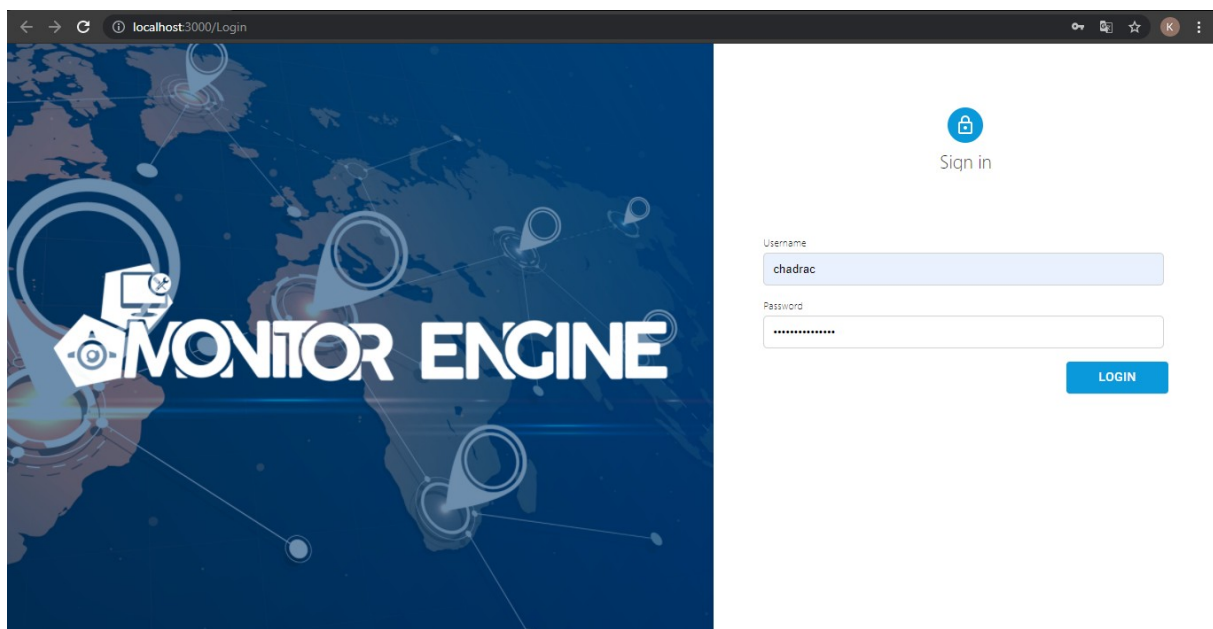 localhost:3000/Login
K
Sign in
Username
chadrac
Password
•••••••••••••••
LOGIN
MONITOR ENGINE